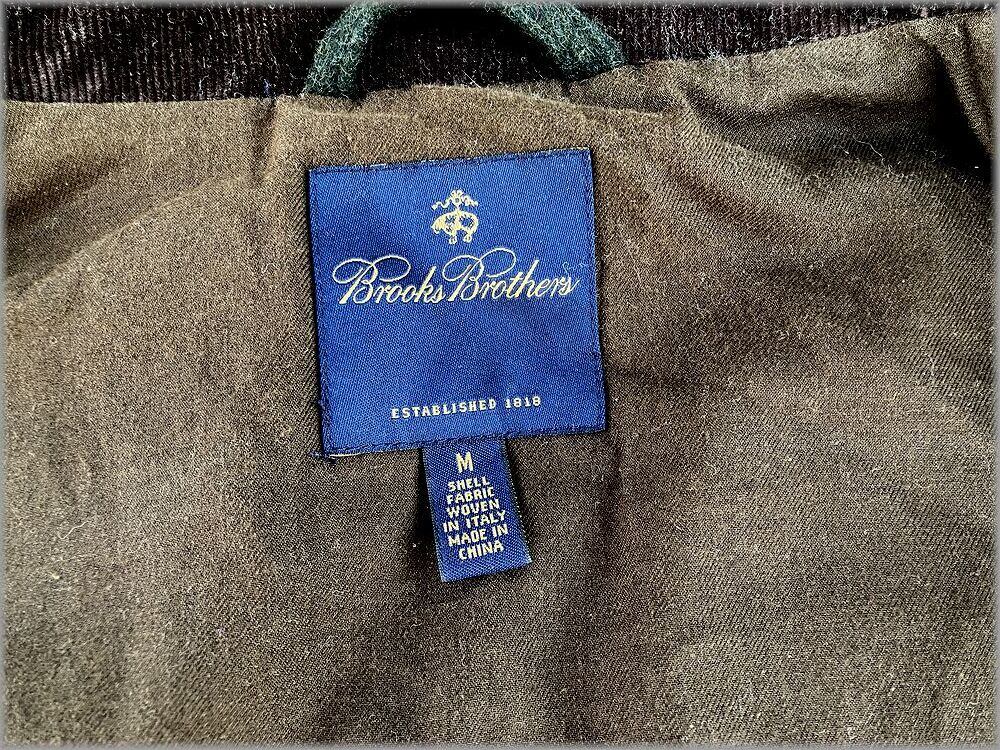 Brooks Brothers
ESTABLISHED 1818
M
SHELL
FABRIC
WOVEN
IN ITALY
MADE IN
CHINA